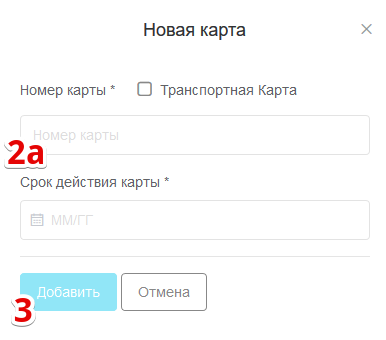 Новая карта
Номер карты * Транспортная Карта
Номер карты
2а
Срок действия карты *
ММ/ГГ
Добавить Отмена
3